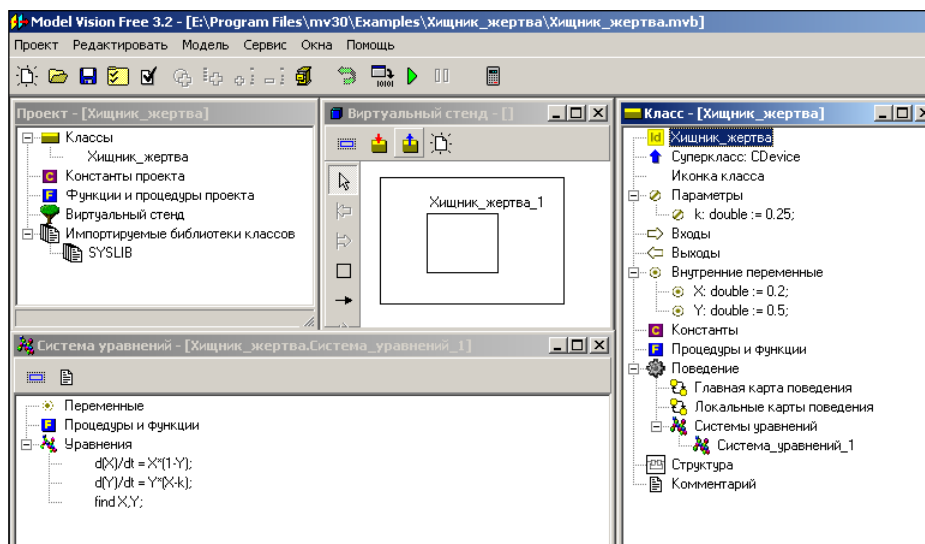 Model Vision Free 3.2 - [E:\Program Files\mv30\Examples\Хищник_жертва\Хищник_жертва.mvb]
Проект Редактировать Модель Сервис Окна Помощь
Проект - [Хищник_жертва]
Классы
Хищник_жертва
Константы проекта
Функции и процедуры проекта
Виртуальный стенд
Импортируемые библиотеки классов
SYSLIB
Виртуальный стенд - []
Хищник_жертва_1
Класс - [Хищник_жертва]
Хищник_жертва
Суперкласс: CDevice
Иконка класса
Параметры
k: double := 0.25;
Входы
Выходы
Внутренние переменные
X: double := 0.2;
Y: double := 0.5;
Константы
Процедуры и функции
Поведение
Главная карта поведения
Локальные карты поведения
Системы уравнений
Система_уравнений_1
Структура
Комментарий
Система уравнений - [Хищник_жертва.Система_уравнений_1]
Переменные
Процедуры и функции
Уравнения
d(X)/dt = X*(1-Y);
d(Y)/dt = Y*(X-k);
find X,Y;